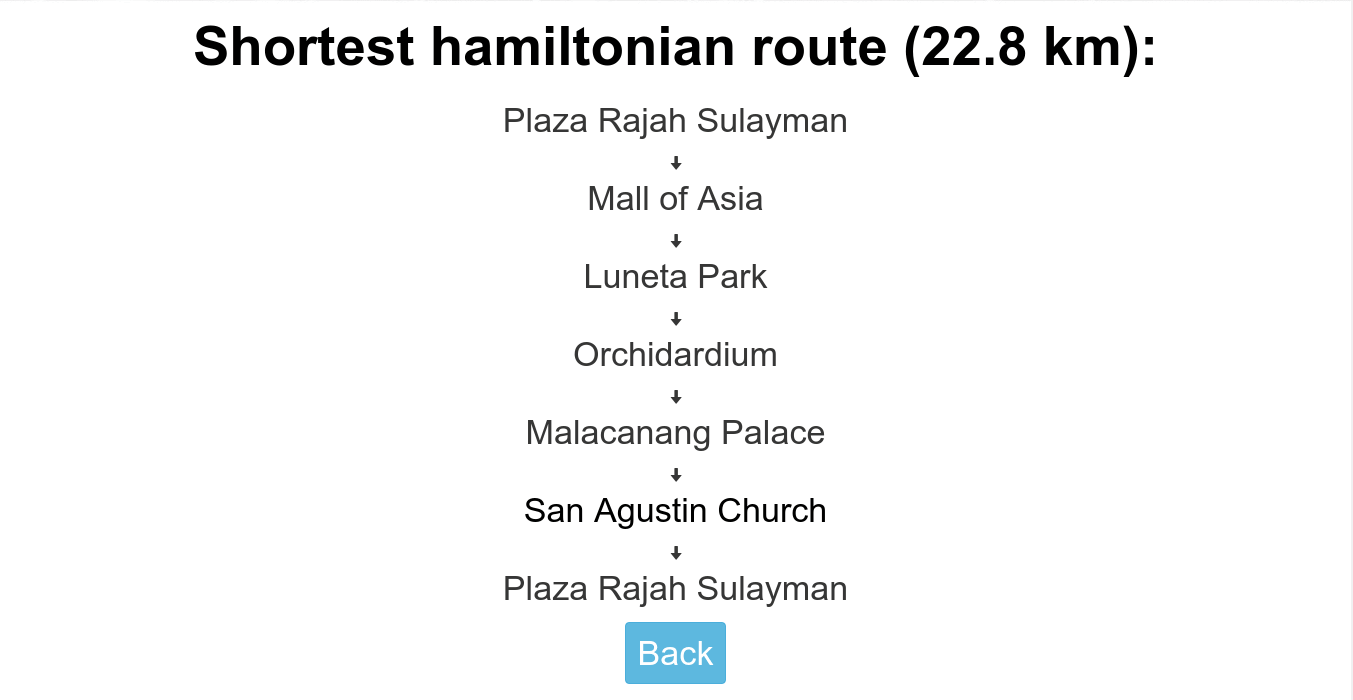 Shortest hamiltonian route (22.8 km):
Plaza Rajah Sulayman
Mall of Asia
Luneta Park
Orchidardium
Malacanang Palace
San Agustin Church
Plaza Rajah Sulayman
Back